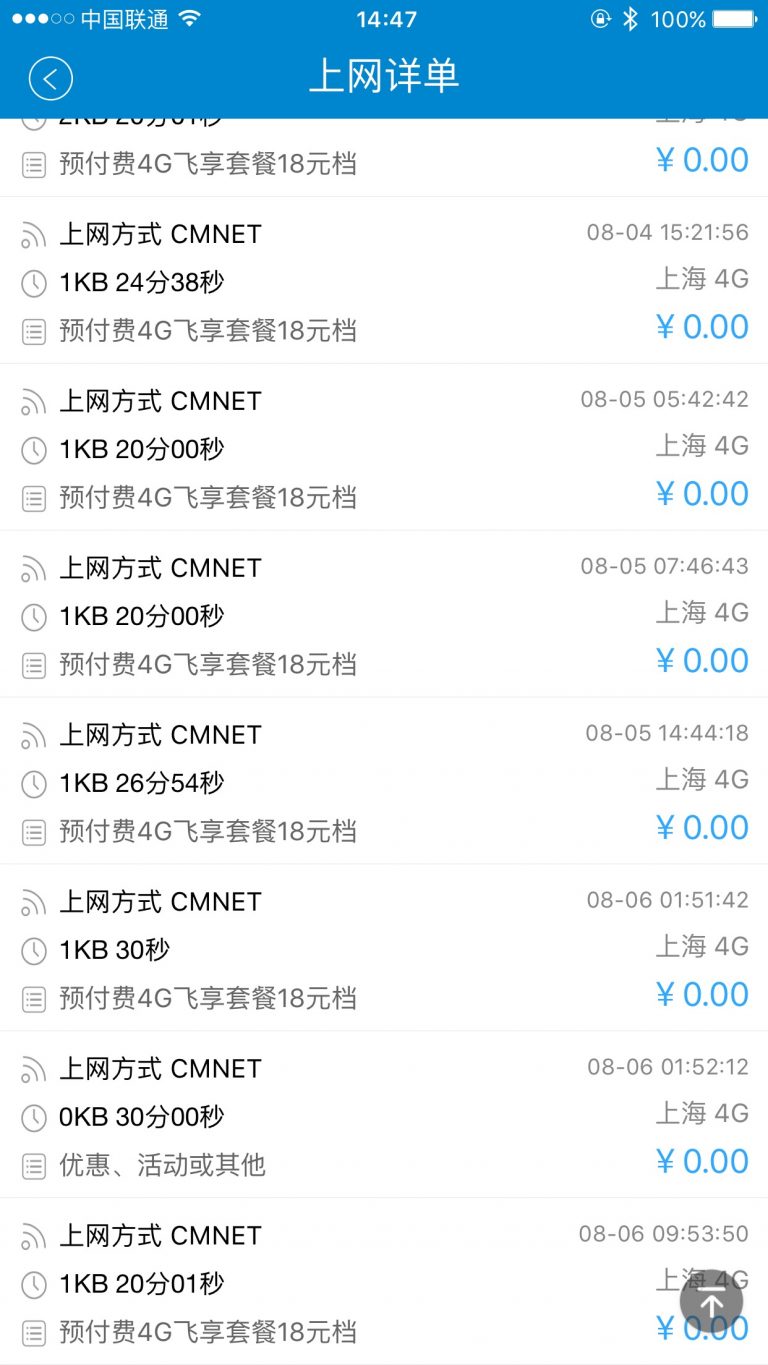 中国联通 14:47 100%
上网详单
2KB 20分01秒 上海 4G
预付费4G飞享套餐18元档 ¥ 0.00
上网方式 CMNET 08-04 15:21:56
1KB 24分38秒 上海 4G
预付费4G飞享套餐18元档 ¥ 0.00
上网方式 CMNET 08-05 05:42:42
1KB 20分00秒 上海 4G
预付费4G飞享套餐18元档 ¥ 0.00
上网方式 CMNET 08-05 07:46:43
1KB 20分00秒 上海 4G
预付费4G飞享套餐18元档 ¥ 0.00
上网方式 CMNET 08-05 14:44:18
1KB 26分54秒 上海 4G
预付费4G飞享套餐18元档 ¥ 0.00
上网方式 CMNET 08-06 01:51:42
1KB 30秒 上海 4G
预付费4G飞享套餐18元档 ¥ 0.00
上网方式 CMNET 08-06 01:52:12
0KB 30分00秒 上海 4G
优惠、活动或其他 ¥ 0.00
上网方式 CMNET 08-06 09:53:50
1KB 20分01秒 上海 4G
预付费4G飞享套餐18元档 ¥ 0.00